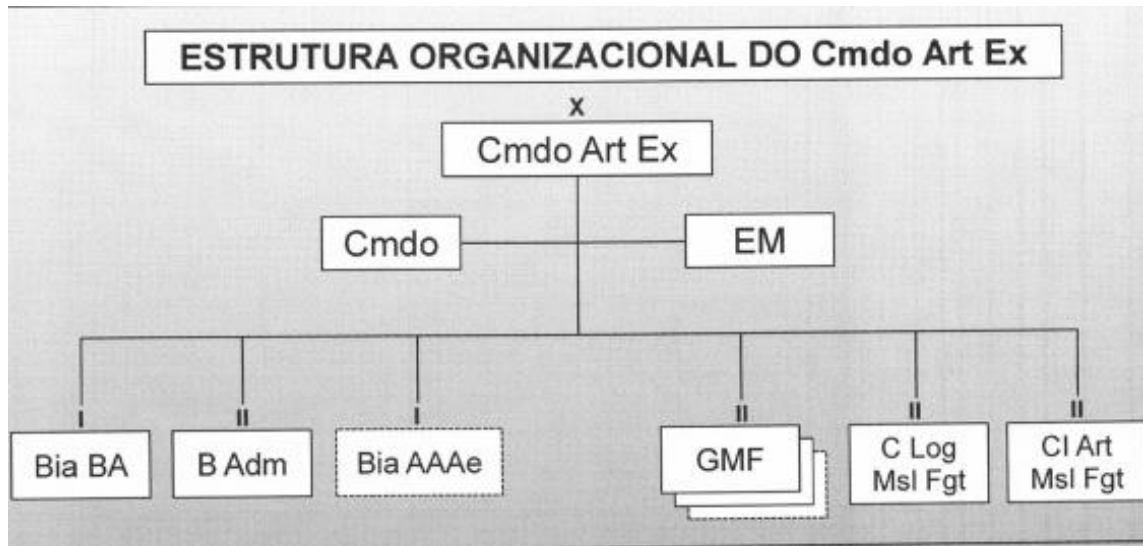 ESTRUTURA ORGANIZACIONAL DO Cmdo Art Ex
X
Cmdo Art Ex
Cmdo
EM
I
II
I
II
II
II
Bia BA
B Adm
Bia AAAe
GMF
C Log
Msl Fgt
CI Art
Msl Fgt